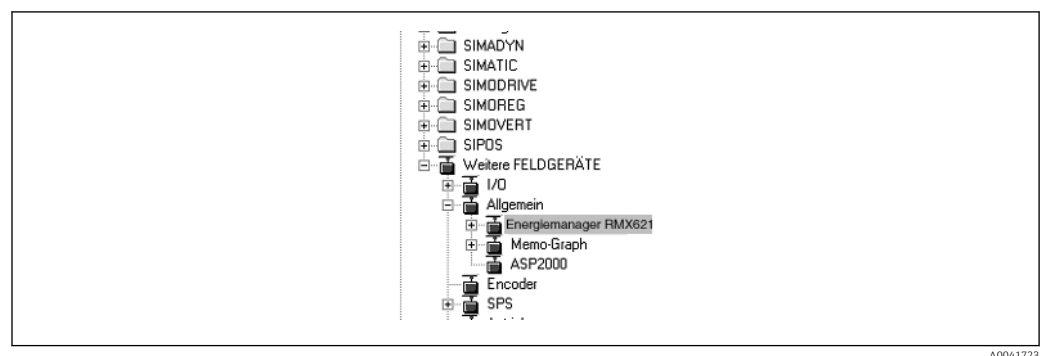 SIMADYN
SIMATIC
SIMODRIVE
SIMOREG
SIMOVERT
SIPOS
Weitere FELDGERÄTE
I/O
Allgemein
Energiemanager RMX621
Memo-Graph
ASP2000
Encoder
SPS
A0041723